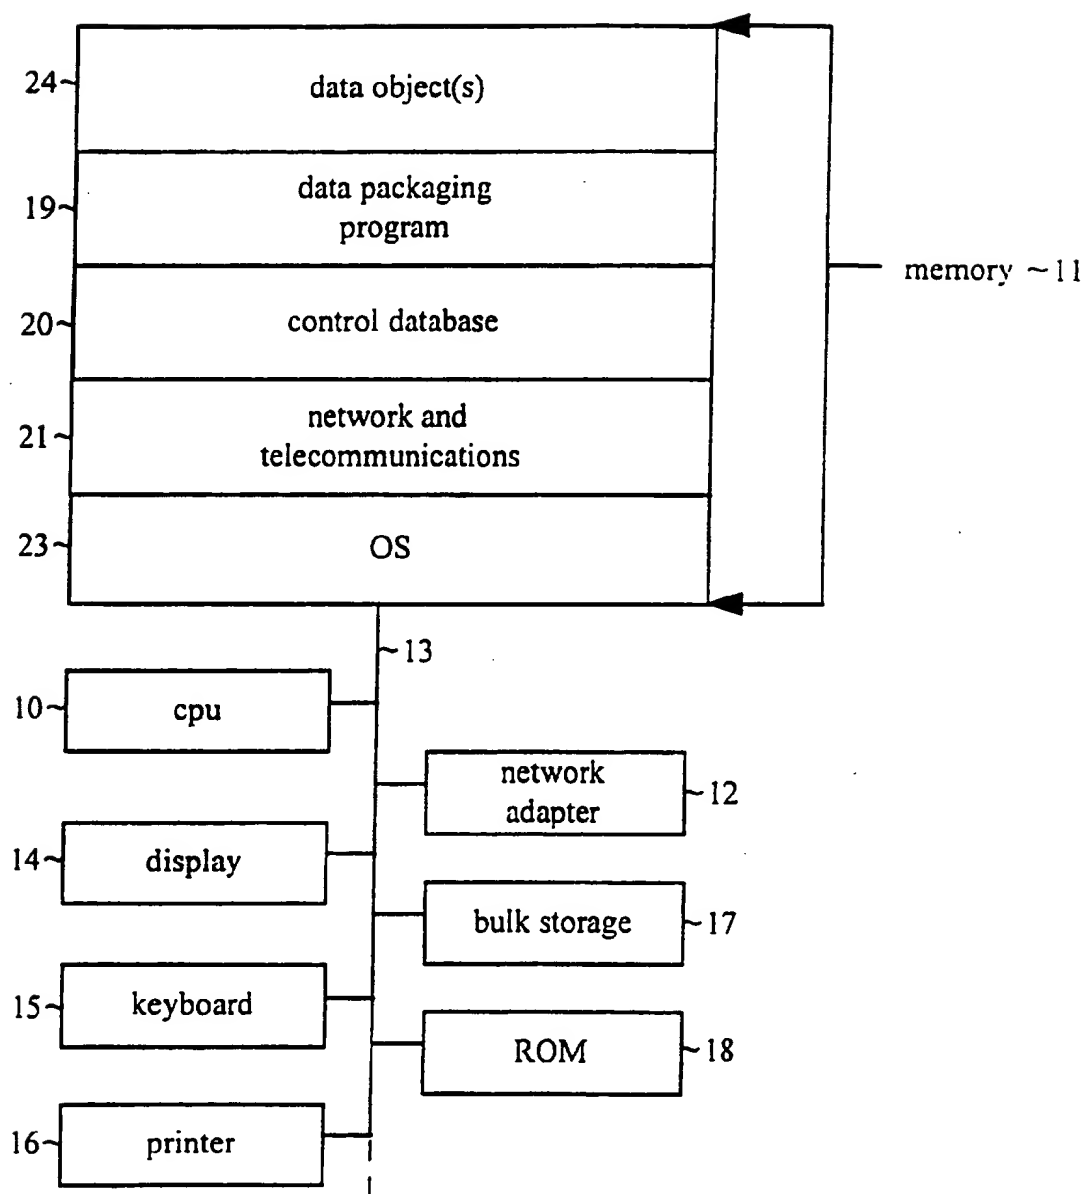 24~ data object(s)
19~ data packaging
program
memory ~11
20~ control database
21~ network and
telecommunications
23~ OS
~13
10~ cpu
network
adapter ~12
14~ display
bulk storage ~17
15~ keyboard
ROM ~18
16~ printer